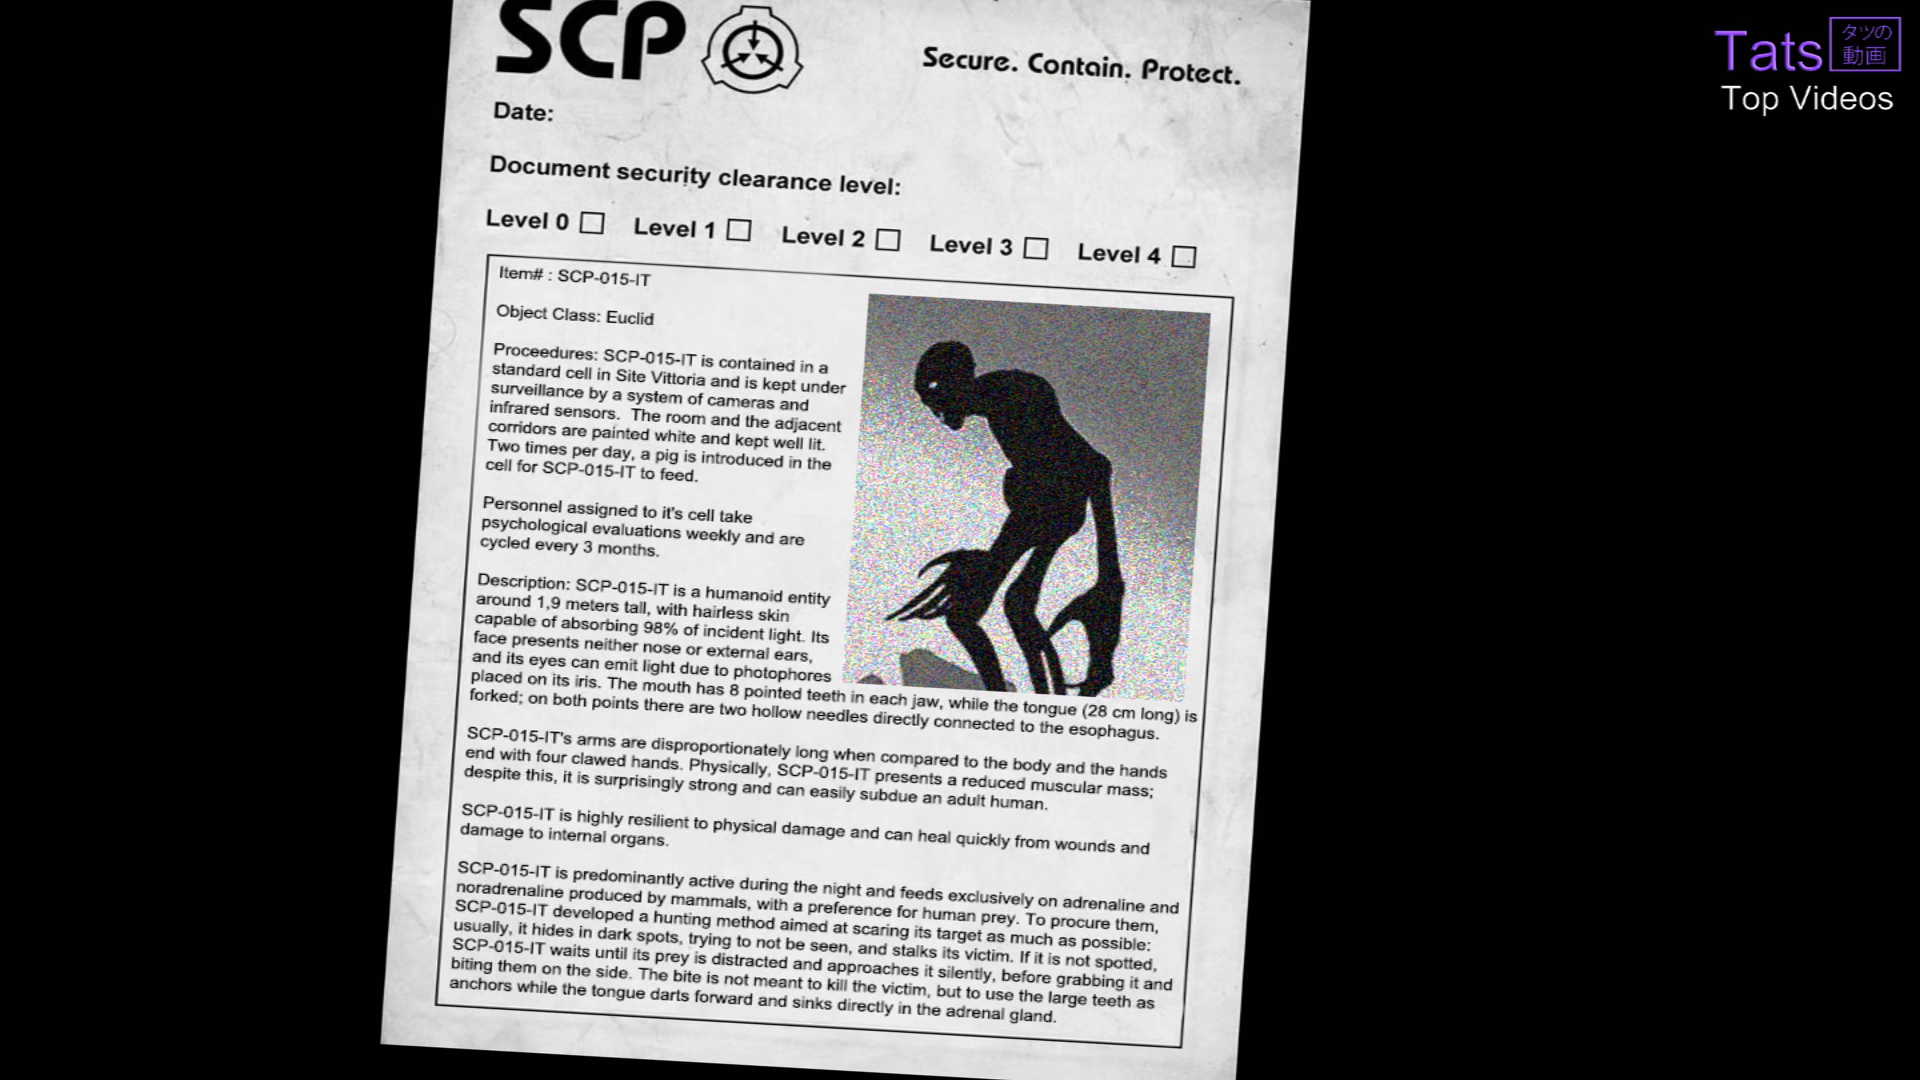 SCP
Secure. Contain. Protect.
Tats タツの動画
Top Videos
Date:
Document security clearance level:
Level 0 Level 1 Level 2 Level 3 Level 4
Item# : SCP-015-IT
Object Class: Euclid
Proceedures: SCP-015-IT is contained in a
standard cell in Site Vittoria and is kept under
surveillance by a system of cameras and
infrared sensors. The room and the adjacent
corridors are painted white and kept well lit.
Two times per day, a pig is introduced in the
cell for SCP-015-IT to feed.
Personnel assigned to it's cell take
psychological evaluations weekly and are
cycled every 3 months.
Description: SCP-015-IT is a humanoid entity
around 1,9 meters tall, with hairless skin
capable of absorbing 98% of incident light. Its
face presents neither nose or external ears,
and its eyes can emit light due to photophores
placed on its iris. The mouth has 8 pointed teeth in each jaw, while the tongue (28 cm long) is
forked; on both points there are two hollow needles directly connected to the esophagus.
SCP-015-IT's arms are disproportionately long when compared to the body and the hands
end with four clawed hands. Physically, SCP-015-IT presents a reduced muscular mass;
despite this, it is surprisingly strong and can easily subdue an adult human.
SCP-015-IT is highly resilient to physical damage and can heal quickly from wounds and
damage to internal organs.
SCP-015-IT is predominantly active during the night and feeds exclusively on adrenaline and
noradrenaline produced by mammals, with a preference for human prey. To procure them,
SCP-015-IT developed a hunting method aimed at scaring its target as much as possible:
usually, it hides in dark spots, trying to not be seen, and stalks its victim. If it is not spotted,
SCP-015-IT waits until its prey is distracted and approaches it silently, before grabbing it and
biting them on the side. The bite is not meant to kill the victim, but to use the large teeth as
anchors while the tongue darts forward and sinks directly in the adrenal gland.